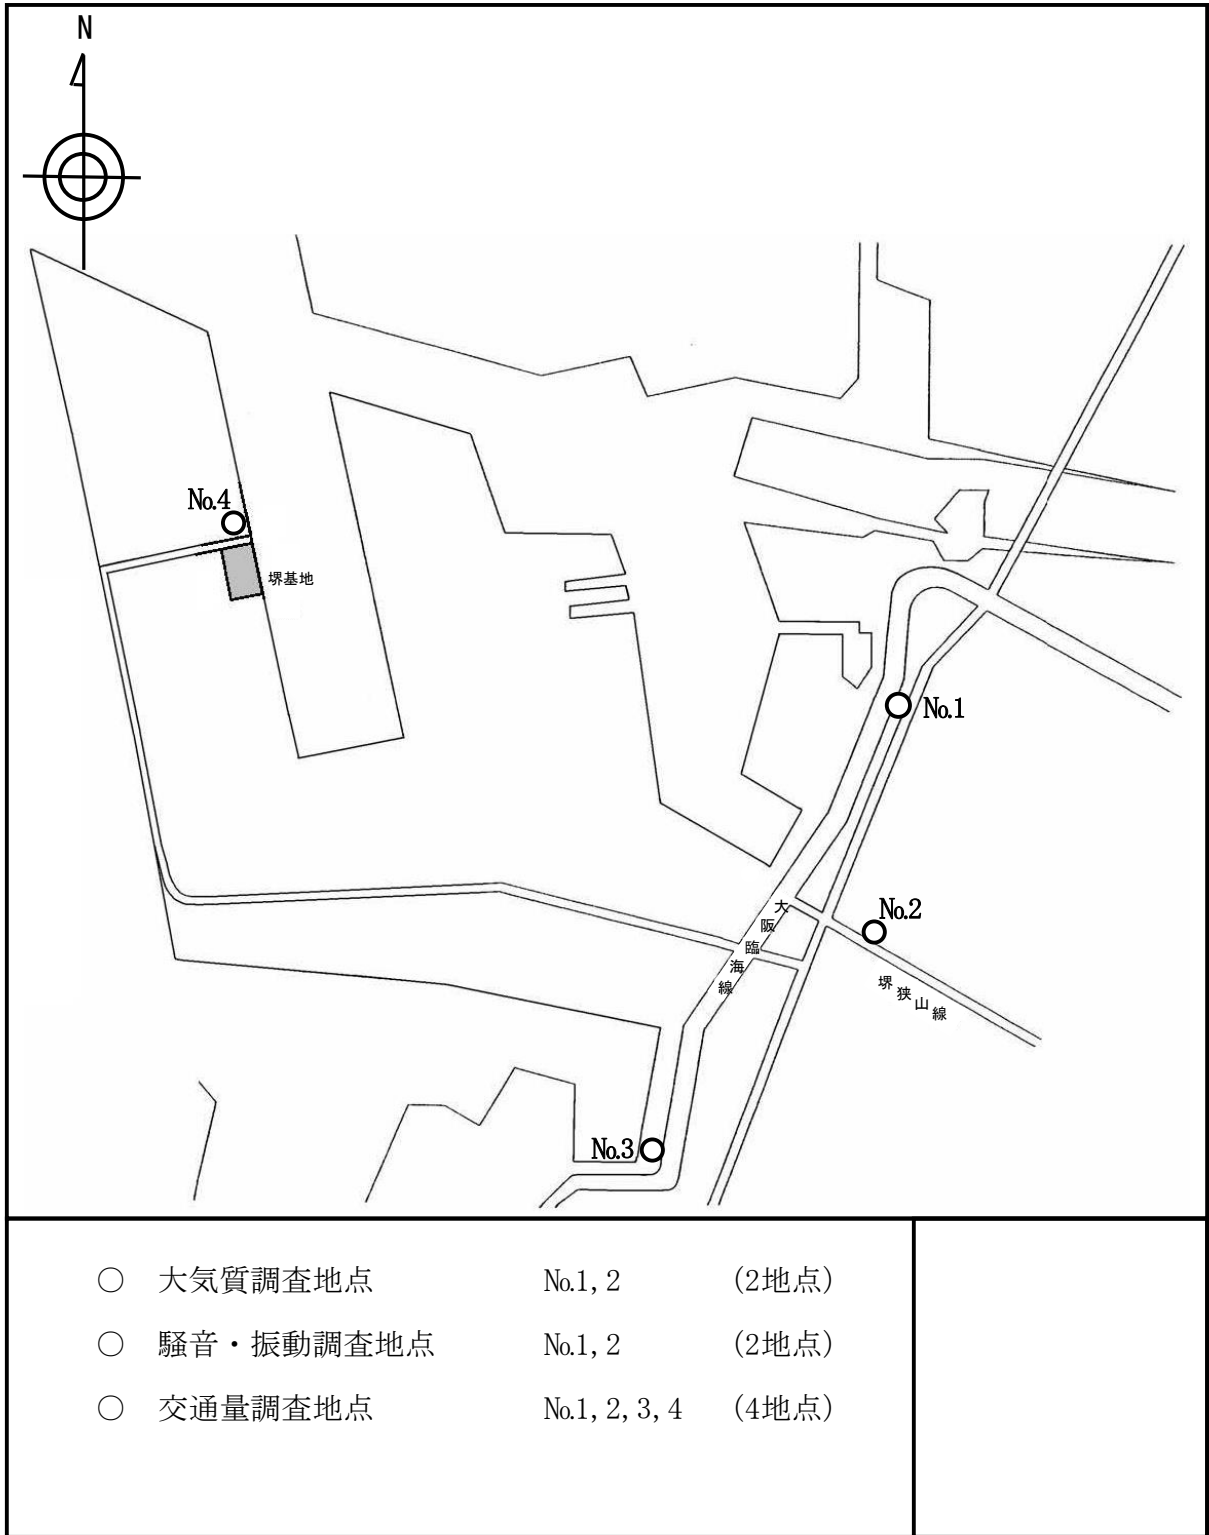 N
No.4
堺基地
No.1
No.2
大阪臨海線
堺狭山線
No.3
○ 大気質調査地点 No.1, 2 (2地点)
○ 騒音・振動調査地点 No.1, 2 (2地点)
○ 交通量調査地点 No.1, 2, 3, 4 (4地点)